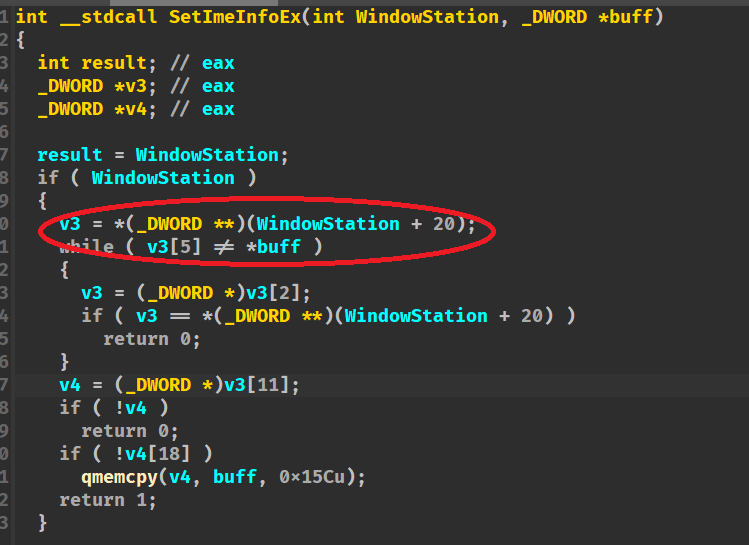 1 int __stdcall SetImeInfoEx(int WindowStation, _DWORD *buff)
2 {
3 int result; // eax
4 _DWORD *v3; // eax
5 _DWORD *v4; // eax
6
7 result = WindowStation;
8 if ( WindowStation )
9 {
0 v3 = *(_DWORD **)(WindowStation + 20);
1 while ( v3[5] ≠ *buff )
2 {
3 v3 = (_DWORD *)v3[2];
4 if ( v3 == *(_DWORD **)(WindowStation + 20) )
5 return 0;
6 }
7 v4 = (_DWORD *)v3[11];
8 if ( !v4 )
9 return 0;
0 if ( !v4[18] )
1 qmemcpy(v4, buff, 0×15Cu);
2 return 1;
3 }